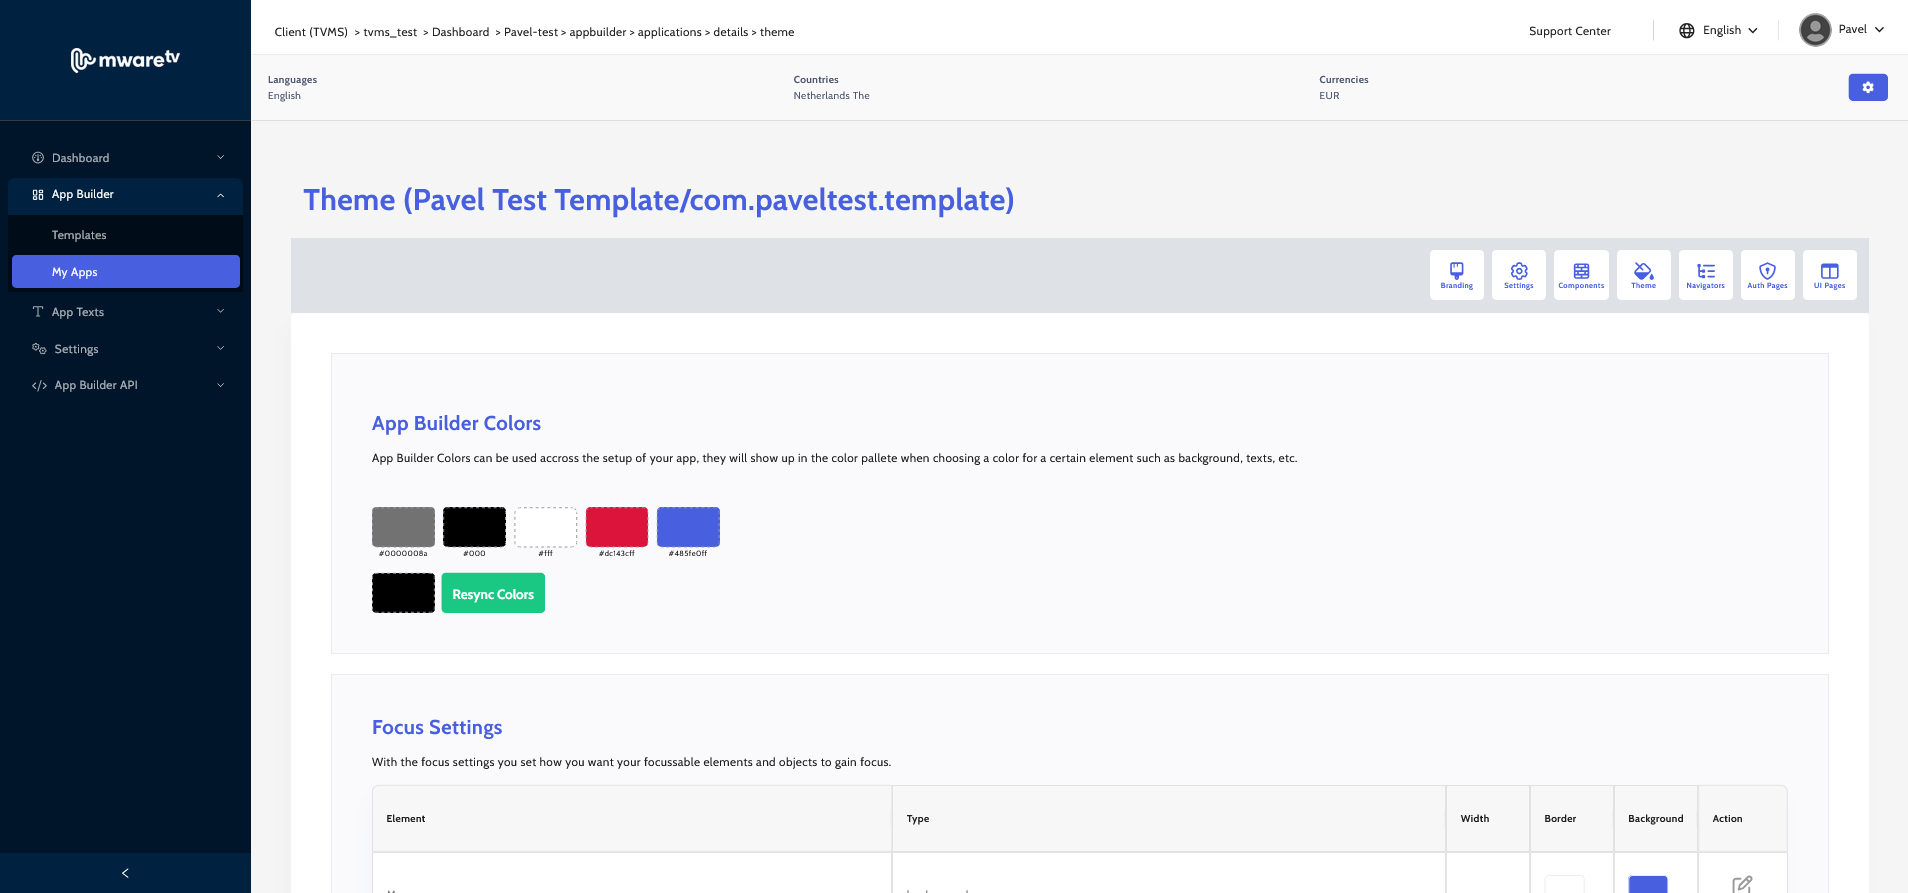 mwaretv
Client (TVMS) > tvms_test > Dashboard > Pavel-test > appbuilder > applications > details > theme
Support Center
English
Pavel
Languages
English
Countries
Netherlands The
Currencies
EUR
Dashboard
App Builder
Templates
My Apps
App Texts
Settings
App Builder API
Theme (Pavel Test Template/com.paveltest.template)
Branding
Settings
Components
Theme
Navigators
Auth Pages
UI Pages
App Builder Colors
App Builder Colors can be used accross the setup of your app, they will show up in the color pallete when choosing a color for a certain element such as background, texts, etc.
#0000008a
#000
#fff
#dc143cff
#485fe0ff
Resync Colors
Focus Settings
With the focus settings you set how you want your focussable elements and objects to gain focus.
Element
Type
Width
Border
Background
Action